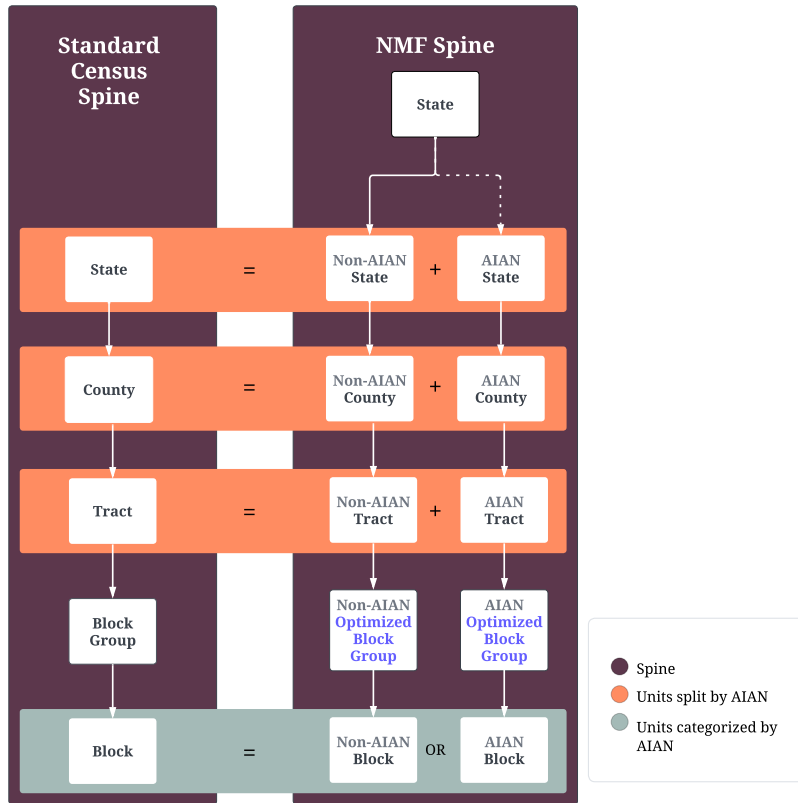 Standard
Census
Spine
NMF Spine
State
State
=
Non-AIAN
State
+
AIAN
State
County
=
Non-AIAN
County
+
AIAN
County
Tract
=
Non-AIAN
Tract
+
AIAN
Tract
Block
Group
Non-AIAN
Optimized
Block
Group
AIAN
Optimized
Block
Group
Block
=
Non-AIAN
Block
OR
AIAN
Block
Spine
Units split by AIAN
Units categorized by
AIAN